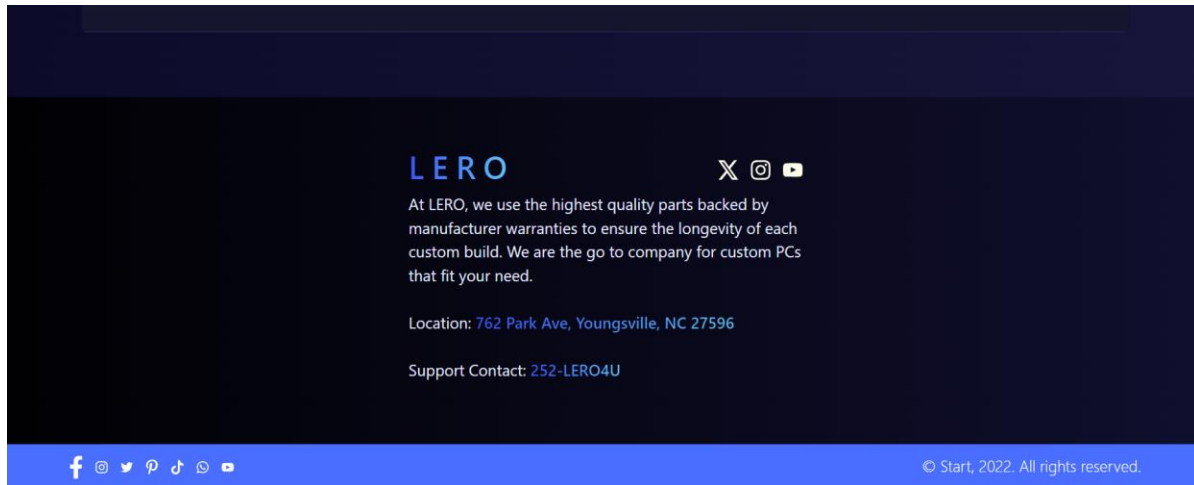 LERO
At LERO, we use the highest quality parts backed by
manufacturer warranties to ensure the longevity of each
custom build. We are the go to company for custom PCs
that fit your need.
Location: 762 Park Ave, Youngsville, NC 27596
Support Contact: 252-LERO4U
© Start, 2022. All rights reserved.